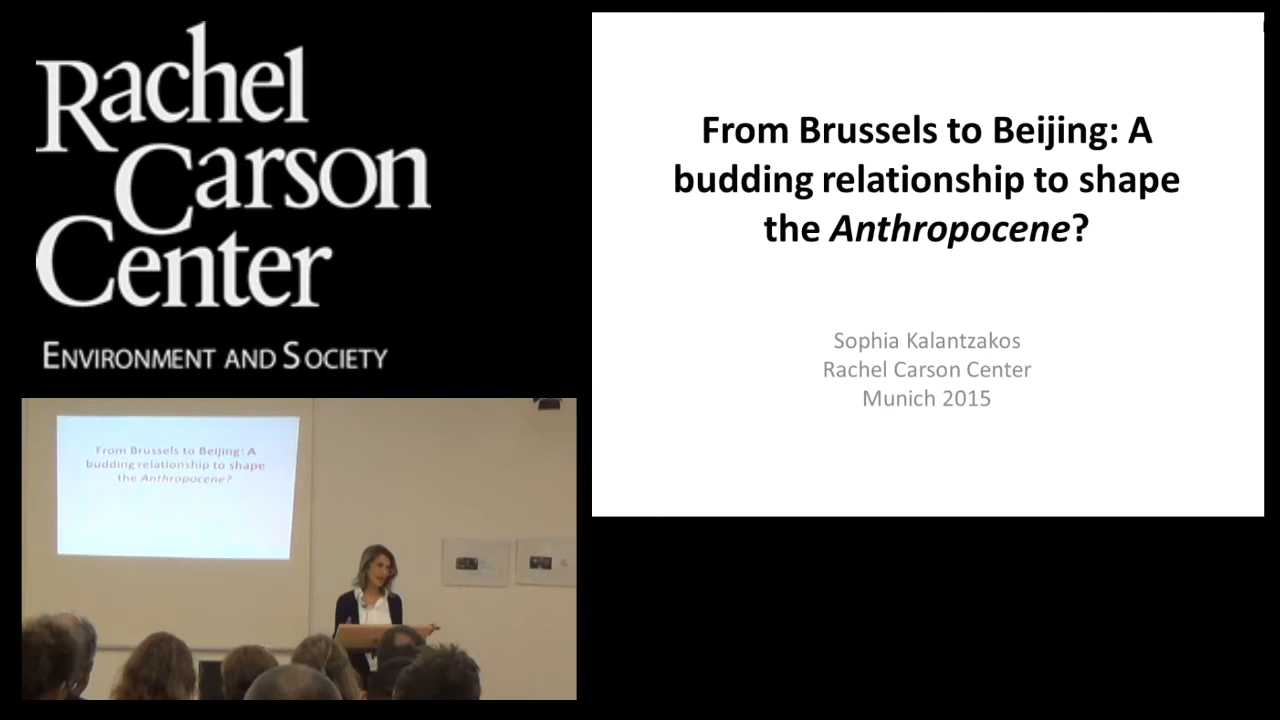 Rachel
Carson
Center
ENVIRONMENT AND SOCIETY
From Brussels to Beijing: A
budding relationship to shape
the Anthropocene?
Sophia Kalantzakos
Rachel Carson Center
Munich 2015
From Brussels to Beijing: A
budding relationship to shape
the Anthropocene?